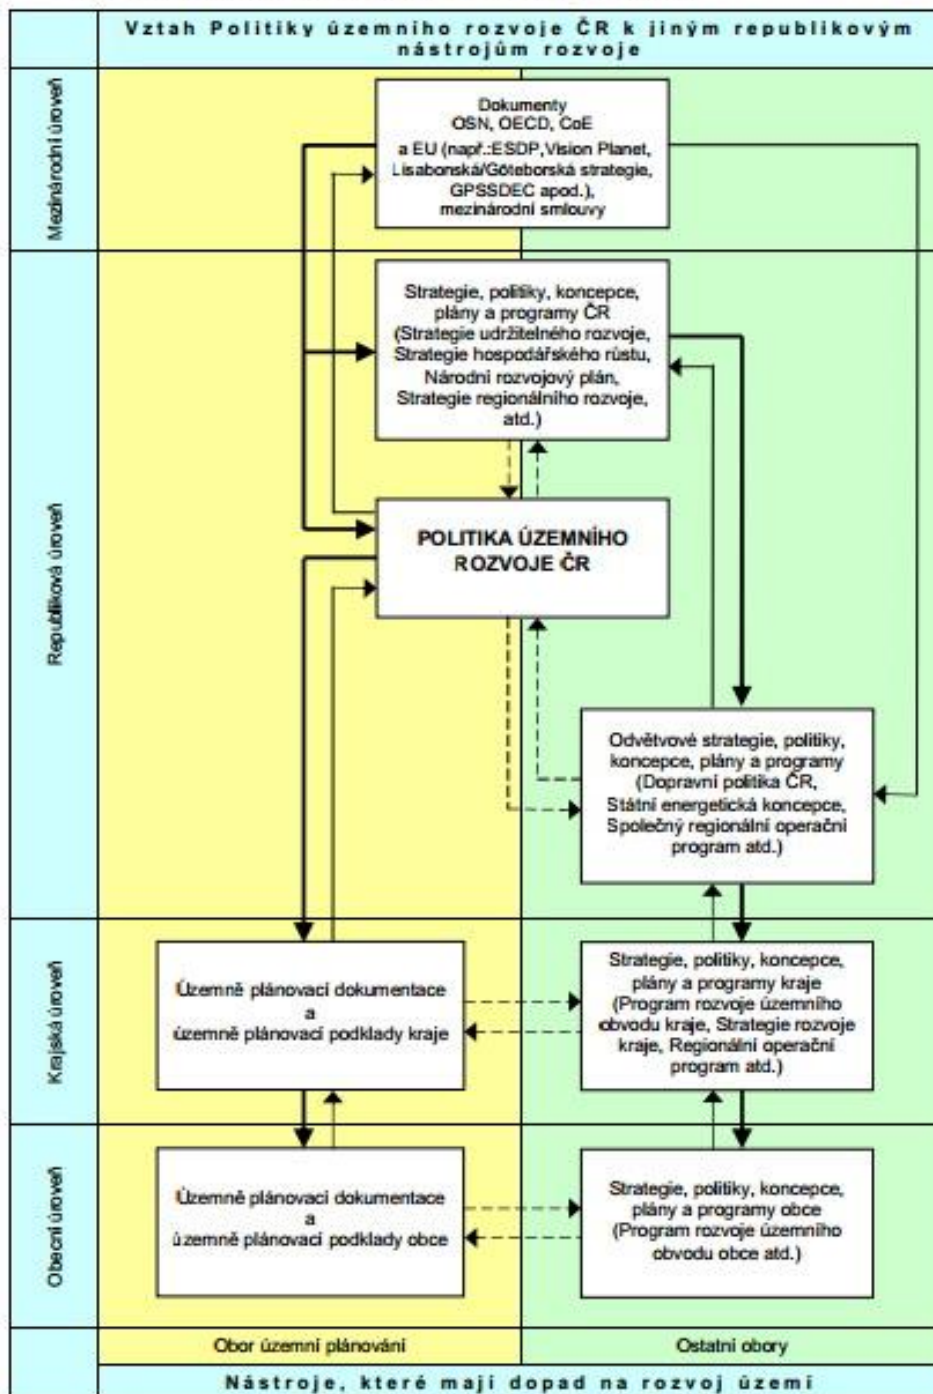 Vztah Politiky územního rozvoje ČR k jiným republikovým
nástrojům rozvoje
Mezinárodní úroveň
Dokumenty
OSN, OECD, CoE
a EU (např.:ESDP,Vision Planet,
Lisabonská/Göteborská strategie,
GPSSDEC apod.),
mezinárodní smlouvy
Republiková úroveň
Strategie, politiky, koncepce,
plány a programy ČR
(Strategie udržitelného rozvoje,
Strategie hospodářského růstu,
Národní rozvojový plán,
Strategie regionálního rozvoje,
atd.)
POLITIKA ÚZEMNÍHO
ROZVOJE ČR
Odvětvové strategie, politiky,
koncepce, plány a programy
(Dopravní politika ČR,
Státní energetická koncepce,
Společný regionální operační
program atd.)
Krajská úroveň
Územně plánovací dokumentace
a
územně plánovací podklady kraje
Strategie, politiky, koncepce,
plány a programy kraje
(Program rozvoje územního
obvodu kraje, Strategie rozvoje
kraje, Regionální operační
program atd.)
Obecní úroveň
Územně plánovací dokumentace
a
územně plánovací podklady obce
Strategie, politiky, koncepce,
plány a programy obce
(Program rozvoje územního
obvodu obce atd.)
Obor územní plánování
Ostatní obory
Nástroje, které mají dopad na rozvoj území